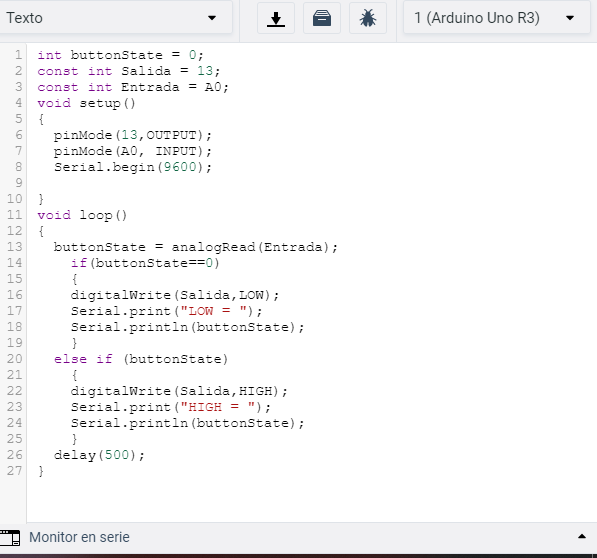 Texto 1 (Arduino Uno R3)
1 int buttonState = 0;
2 const int Salida = 13;
3 const int Entrada = A0;
4 void setup()
5 {
6   pinMode(13,OUTPUT);
7   pinMode(A0, INPUT);
8   Serial.begin(9600);
9
10 }
11 void loop()
12 {
13   buttonState = analogRead(Entrada);
14     if(buttonState==0)
15     {
16     digitalWrite(Salida,LOW);
17     Serial.print("LOW = ");
18     Serial.println(buttonState);
19     }
20   else if (buttonState)
21     {
22     digitalWrite(Salida,HIGH);
23     Serial.print("HIGH = ");
24     Serial.println(buttonState);
25     }
26   delay(500);
27 }
Monitor en serie